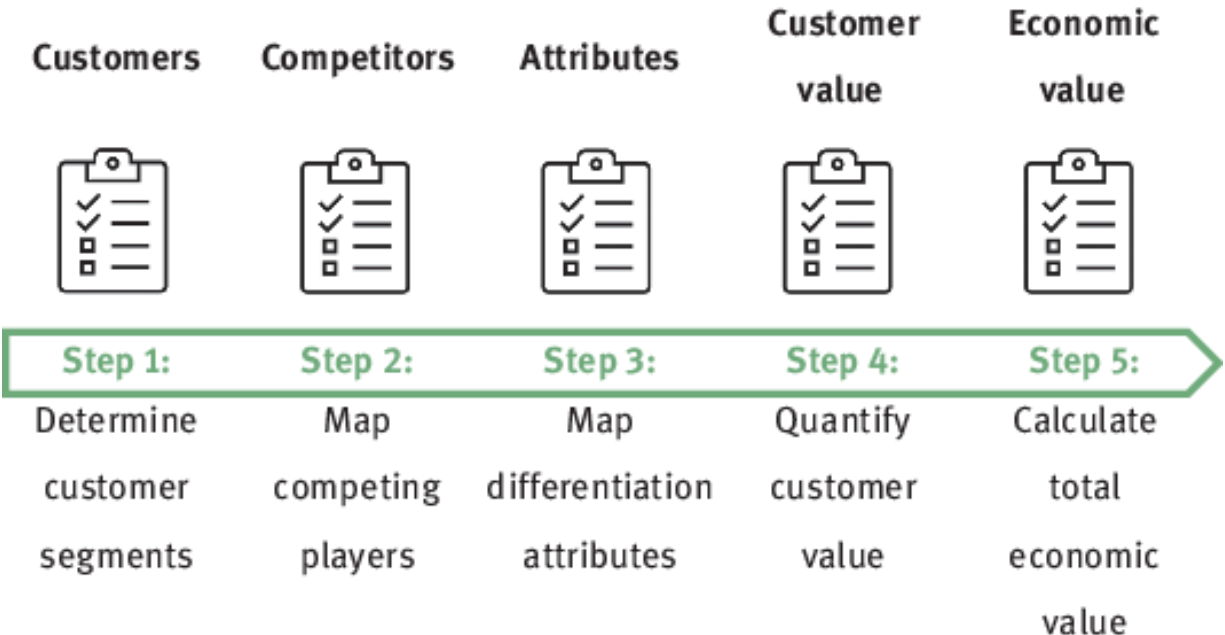 Customers
Competitors
Attributes
Customer
value
Economic
value
Step 1:
Step 2:
Step 3:
Step 4:
Step 5:
Determine
customer
segments
Map
competing
players
Map
differentiation
attributes
Quantify
customer
value
Calculate
total
economic
value